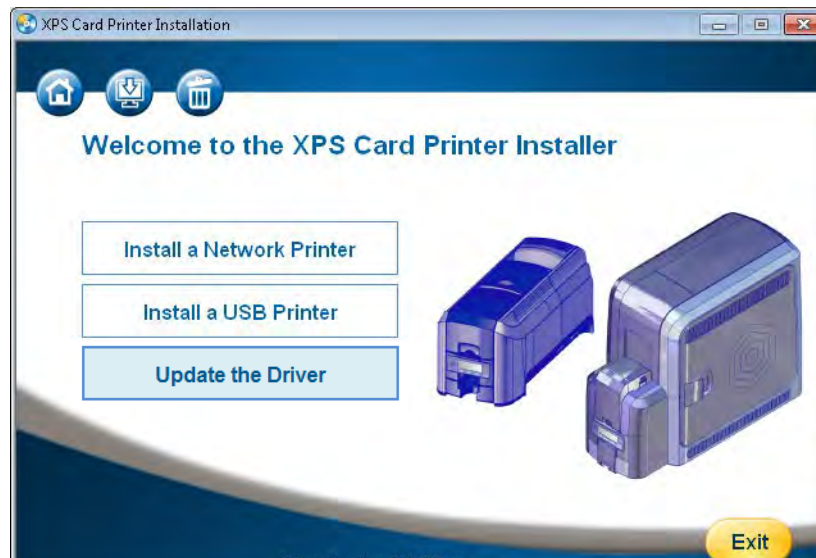 XPS Card Printer Installation
Welcome to the XPS Card Printer Installer
Install a Network Printer
Install a USB Printer
Update the Driver
Exit